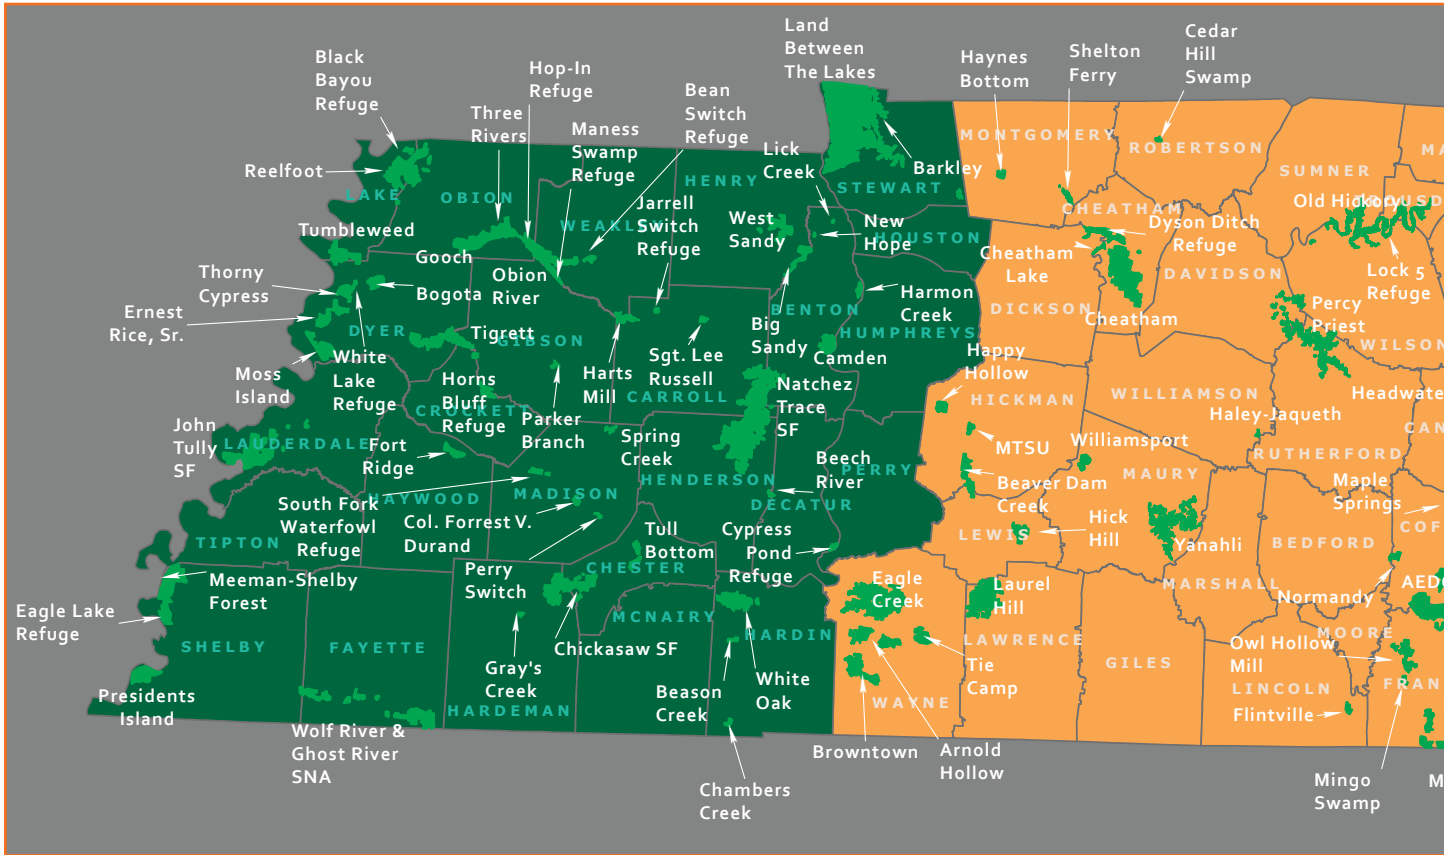 Black
Bayou
Refuge
Hop-In
Refuge
Three
Rivers
Maness
Swamp
Refuge
Bean
Switch
Refuge
Land
Between
The Lakes
Haynes
Bottom
Shelton
Ferry
Cedar
Hill
Swamp
Reelfoot
LAKE
OBION
WEAKLEY
HENRY
Lick
Creek
Barkley
STEWART
MONTGOMERY
ROBERTSON
SUMNER
MA
Jarrell
Switch
Refuge
West
Sandy
New
Hope
HOUSTON
CHEATHAM
Dyson Ditch
Refuge
Old Hickory
OUSD
Tumbleweed
Gooch
Obion
River
Cheatham
Lake
DAVIDSON
Lock 5
Refuge
Thorny
Cypress
Bogota
Harmon
Creek
BENTON
HUMPHREYS
DICKSON
Cheatham
Percy
Priest
WILSON
Ernest
Rice, Sr.
DYER
Tigrett
GIBSON
Big
Sandy
Camden
Happy
Hollow
Moss
Island
White
Lake
Refuge
Horns
Bluff
Refuge
CROCKETT
Parker
Branch
Harts
Mill
Sgt. Lee
Russell
CARROLL
Natchez
Trace
SF
HICKMAN
WILLIAMSON
Headwate
Haley-Jaqueth
CAN
John
Tully
SF
LAUDERDALE
Fort
Ridge
Spring
Creek
Beech
River
PERRY
MTSU
Williamsport
MAURY
RUTHERFORD
South Fork
Waterfowl
Refuge
HAYWOOD
MADISON
Col. Forrest V.
Durand
HENDERSON
DECATUR
Beaver Dam
Creek
Maple
Springs
COF
TIPTON
Tull
Bottom
Cypress
Pond
Refuge
LEWIS
Hick
Hill
Yanahli
BEDFORD
Meeman-Shelby
Forest
Perry
Switch
CHESTER
Eagle
Creek
Laurel
Hill
MARSHALL
Normandy
AEDC
Eagle Lake
Refuge
SHELBY
FAYETTE
MCNAIRY
HARDIN
Chickasaw SF
LAWRENCE
GILES
MOORE
Owl Hollow
Mill
Gray's
Creek
HARDEMAN
Beason
Creek
White
Oak
Tie
Camp
WAYNE
LINCOLN
FRAN
Flintville
Presidents
Island
Wolf River &
Ghost River
SNA
Browntown
Arnold
Hollow
Chambers
Creek
Mingo
Swamp
M